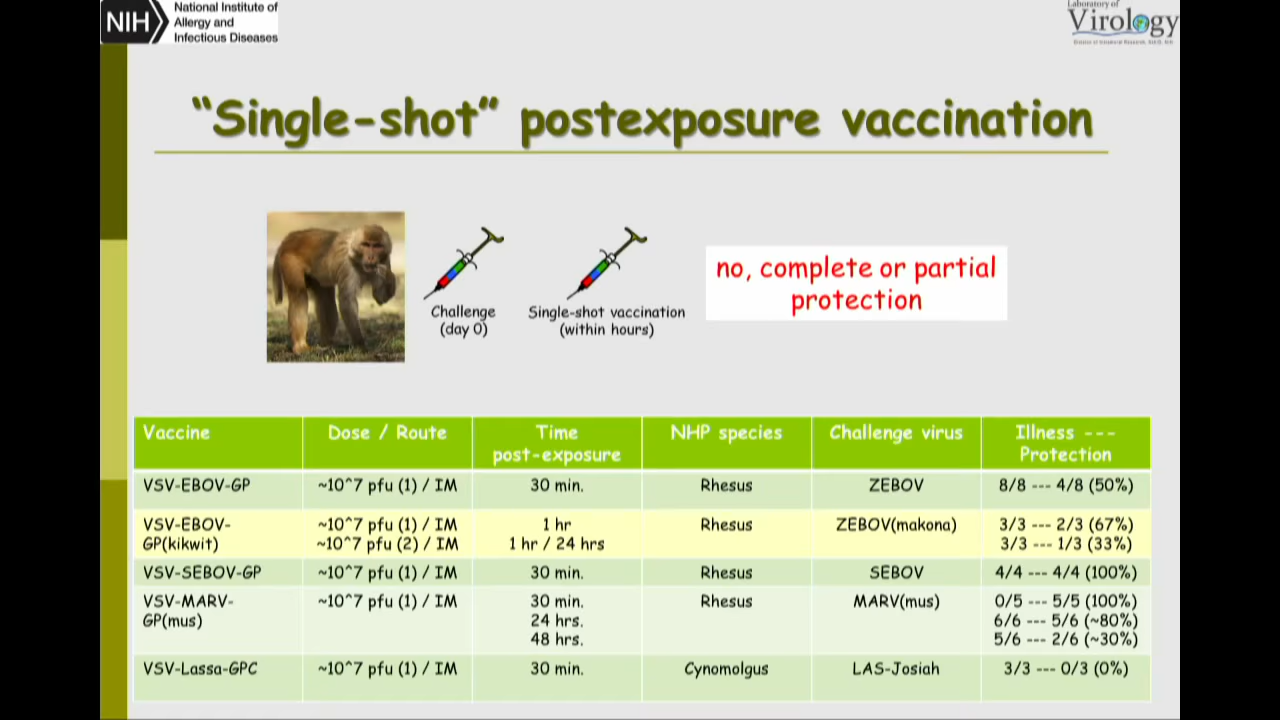 NIH
National Institute of
Allergy and
Infectious Diseases
Laboratory of
Virology
“Single-shot” postexposure vaccination
Challenge
(day 0)
Single-shot vaccination
(within hours)
no, complete or partial
protection
Vaccine Dose / Route Time post-exposure NHP species Challenge virus Illness --- Protection
VSV-EBOV-GP ~10^7 pfu (1) / IM 30 min. Rhesus ZEBOV 8/8 --- 4/8 (50%)
VSV-EBOV- ~10^7 pfu (1) / IM 1 hr Rhesus ZEBOV(makona) 3/3 --- 2/3 (67%)
GP(kikwit) ~10^7 pfu (2) / IM 1 hr / 24 hrs 3/3 --- 1/3 (33%)
VSV-SEBOV-GP ~10^7 pfu (1) / IM 30 min. Rhesus SEBOV 4/4 --- 4/4 (100%)
VSV-MARV- ~10^7 pfu (1) / IM 30 min. Rhesus MARV(mus) 0/5 --- 5/5 (100%)
GP(mus) 24 hrs. 6/6 --- 5/6 (~80%)
48 hrs. 5/6 --- 2/6 (~30%)
VSV-Lassa-GPC ~10^7 pfu (1) / IM 30 min. Cynomolgus LAS-Josiah 3/3 --- 0/3 (0%)